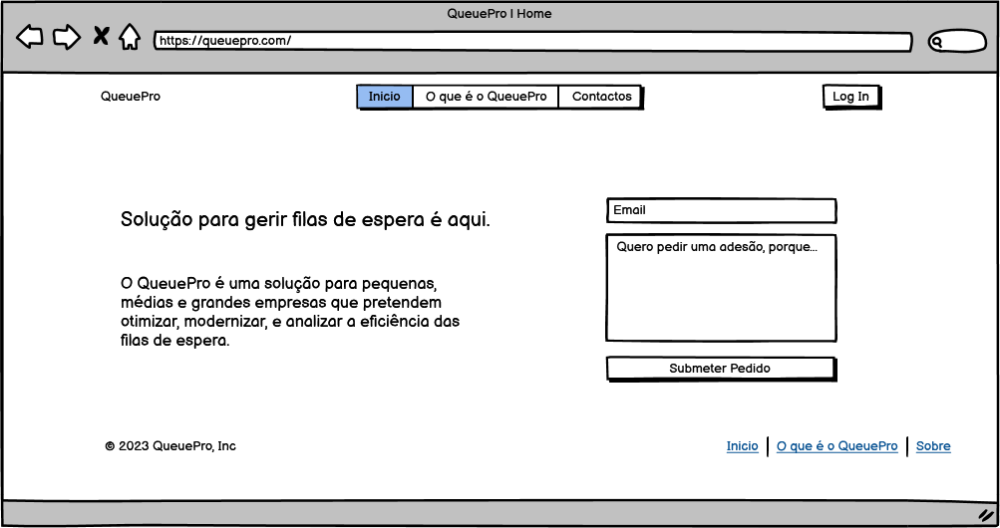 QueuePro | Home
https://queuepro.com/
QueuePro
Inicio
O que é o QueuePro
Contactos
Log In
Solução para gerir filas de espera é aqui.
O QueuePro é uma solução para pequenas,
médias e grandes empresas que pretendem
otimizar, modernizar, e analizar a eficiência das
filas de espera.
Email
Quero pedir uma adesão, porque...
Submeter Pedido
© 2023 QueuePro, Inc
Inicio | O que é o QueuePro | Sobre